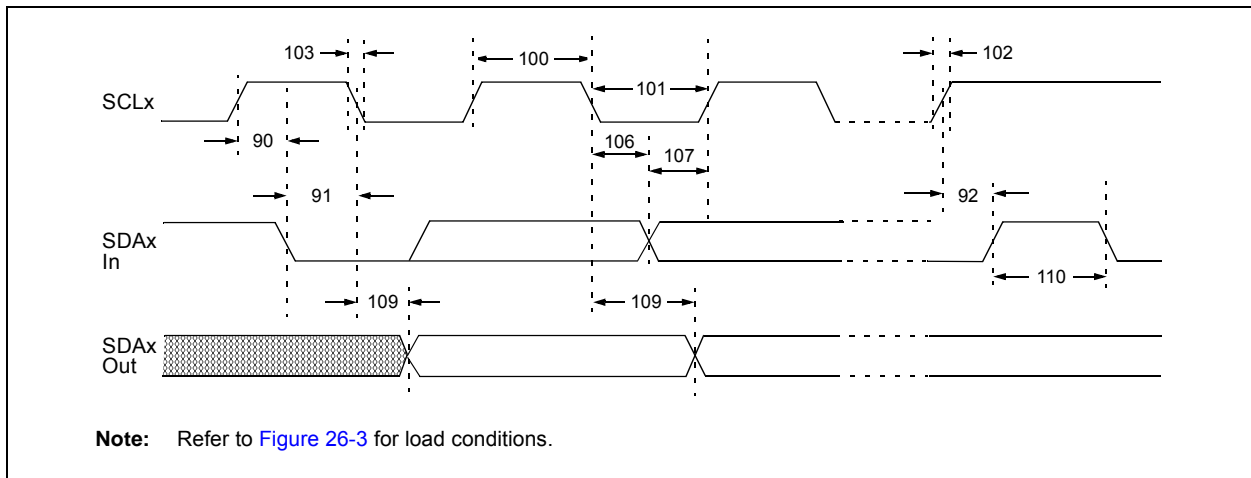 103
100
102
SCLx
101
90
106
107
91
92
SDAx
In
110
109
109
SDAx
Out
Note: Refer to Figure 26-3 for load conditions.